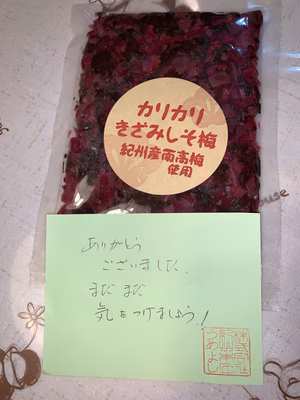 カリカリ
きざみしそ梅
紀州産南高梅
使用
ouse
ありがとう
ございました。
まだまだ
気をつけましょう!